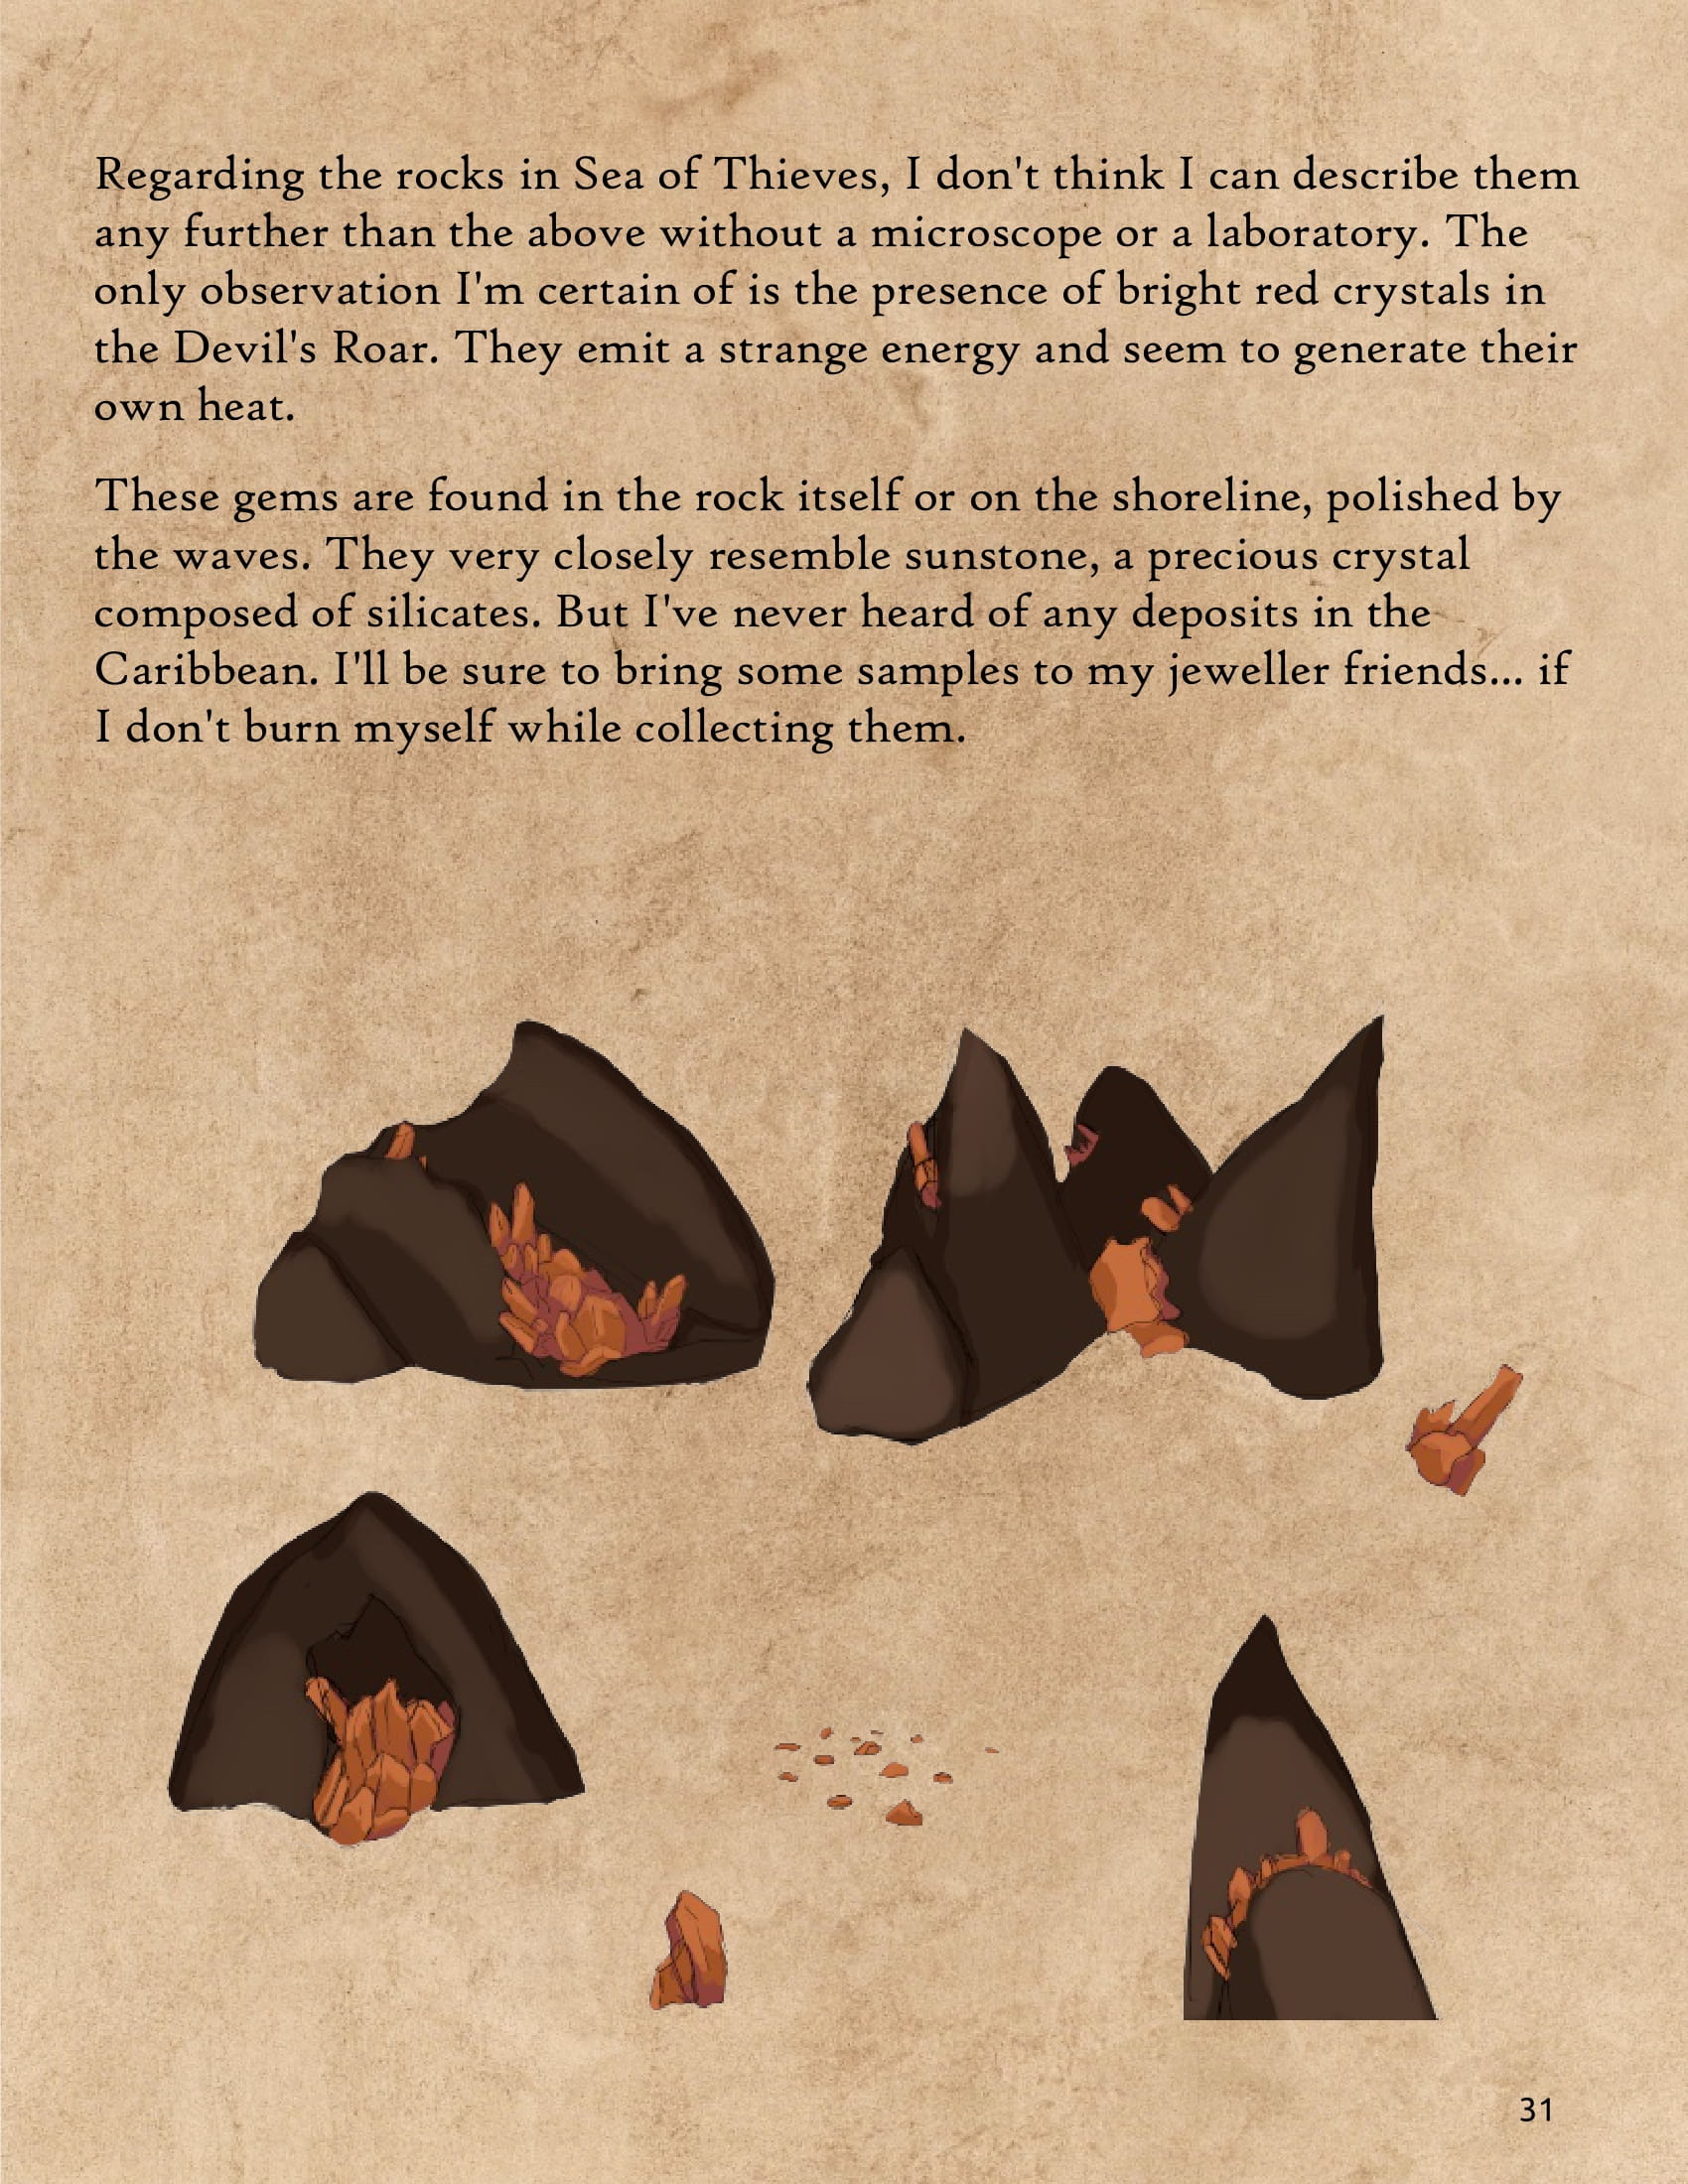 Regarding the rocks in Sea of Thieves, I don't think I can describe them
any further than the above without a microscope or a laboratory. The
only observation I'm certain of is the presence of bright red crystals in
the Devil's Roar. They emit a strange energy and seem to generate their
own heat.
These gems are found in the rock itself or on the shoreline, polished by
the waves. They very closely resemble sunstone, a precious crystal
composed of silicates. But I've never heard of any deposits in the
Caribbean. I'll be sure to bring some samples to my jeweller friends... if
I don't burn myself while collecting them.
31